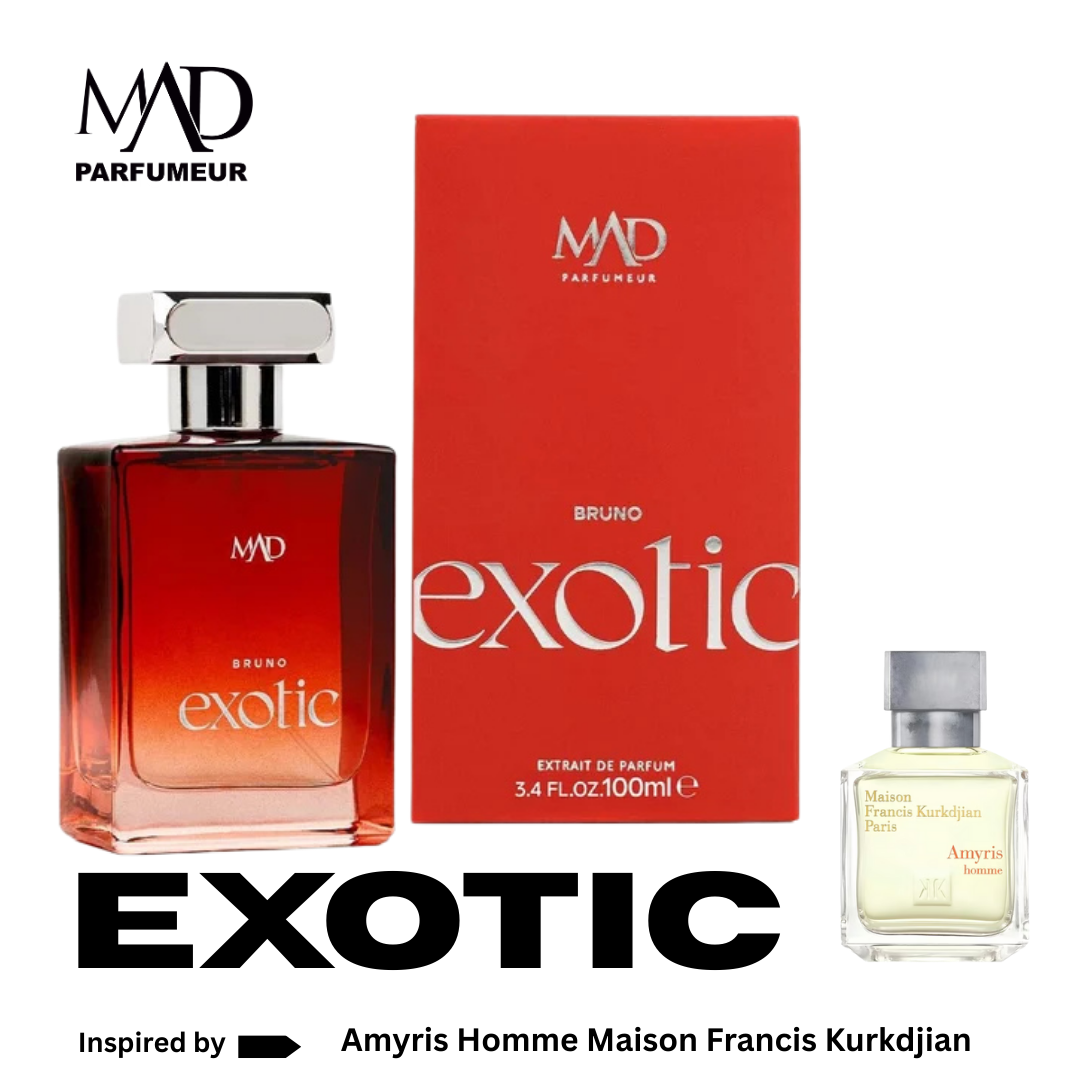 MAD
PARFUMEUR
MAD
PARFUMEUR
BRUNO
exotic
EXTRAIT DE PARFUM
3.4 FL.OZ.100ml ℮
MAD
BRUNO
exotic
Maison
Francis Kurkdjian
Paris
Amyris
homme
EXOTIC
Inspired by Amyris Homme Maison Francis Kurkdjian